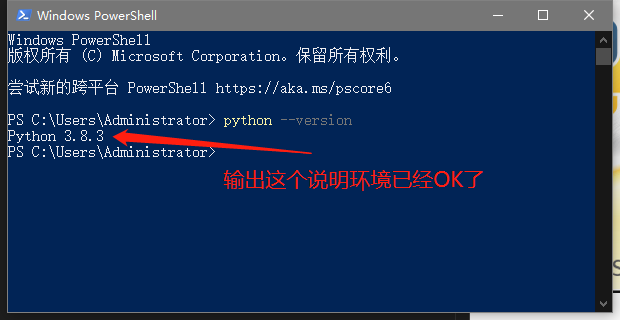 Windows PowerShell
Windows PowerShell
版权所有 (C) Microsoft Corporation。保留所有权利。
尝试新的跨平台 PowerShell https://aka.ms/pscore6
PS C:\Users\Administrator> python --version
Python 3.8.3
PS C:\Users\Administrator>
输出这个说明环境已经OK了